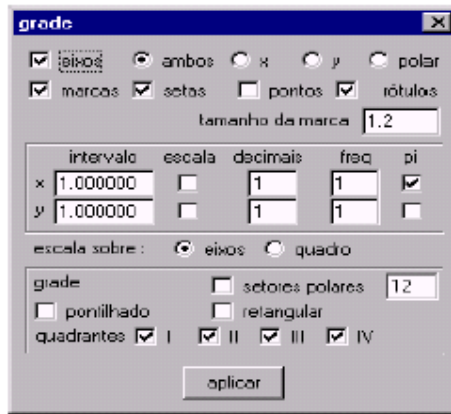 grade
eixos ambos x y polar
marcas setas pontos rótulos
tamanho da marca 1.2
intervalo escala decimais freq pi
x 1.000000 1 1
y 1.000000 1 1
escala sobre: eixos quadro
grade setores polares 12
pontilhado retangular
quadrantes I II III IV
aplicar